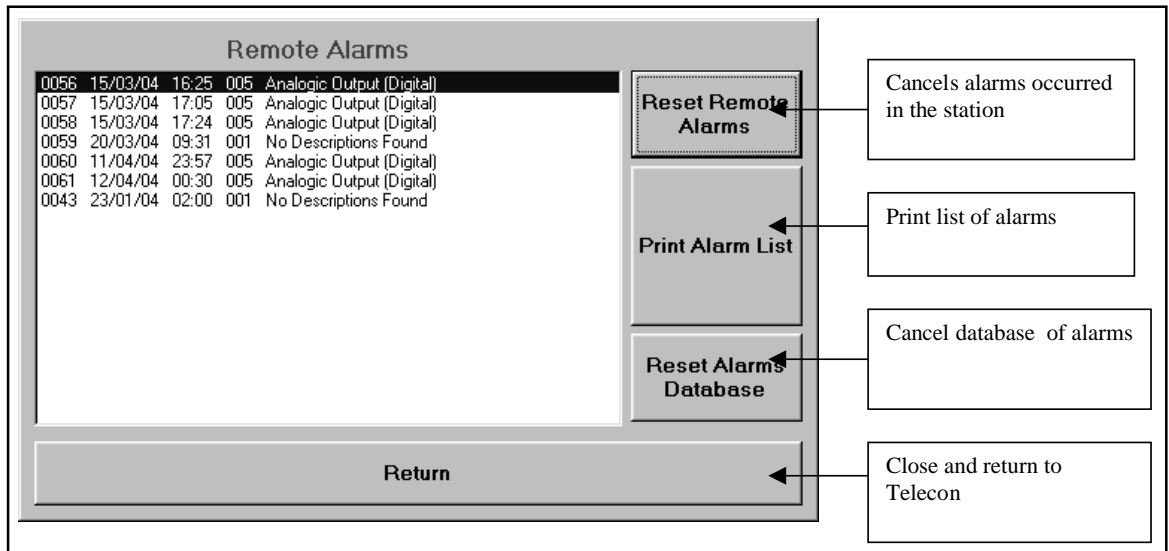 Remote Alarms
0056 15/03/04 16:25 005 Analogic Output (Digital)
0057 15/03/04 17:05 005 Analogic Output (Digital)
0058 15/03/04 17:24 005 Analogic Output (Digital)
0059 20/03/04 09:31 001 No Descriptions Found
0060 11/04/04 23:57 005 Analogic Output (Digital)
0061 12/04/04 00:30 005 Analogic Output (Digital)
0043 23/01/04 02:00 001 No Descriptions Found
Reset Remote
Alarms
Print Alarm List
Reset Alarms
Database
Return
Cancels alarms occurred
in the station
Print list of alarms
Cancel database of alarms
Close and return to
Telecon